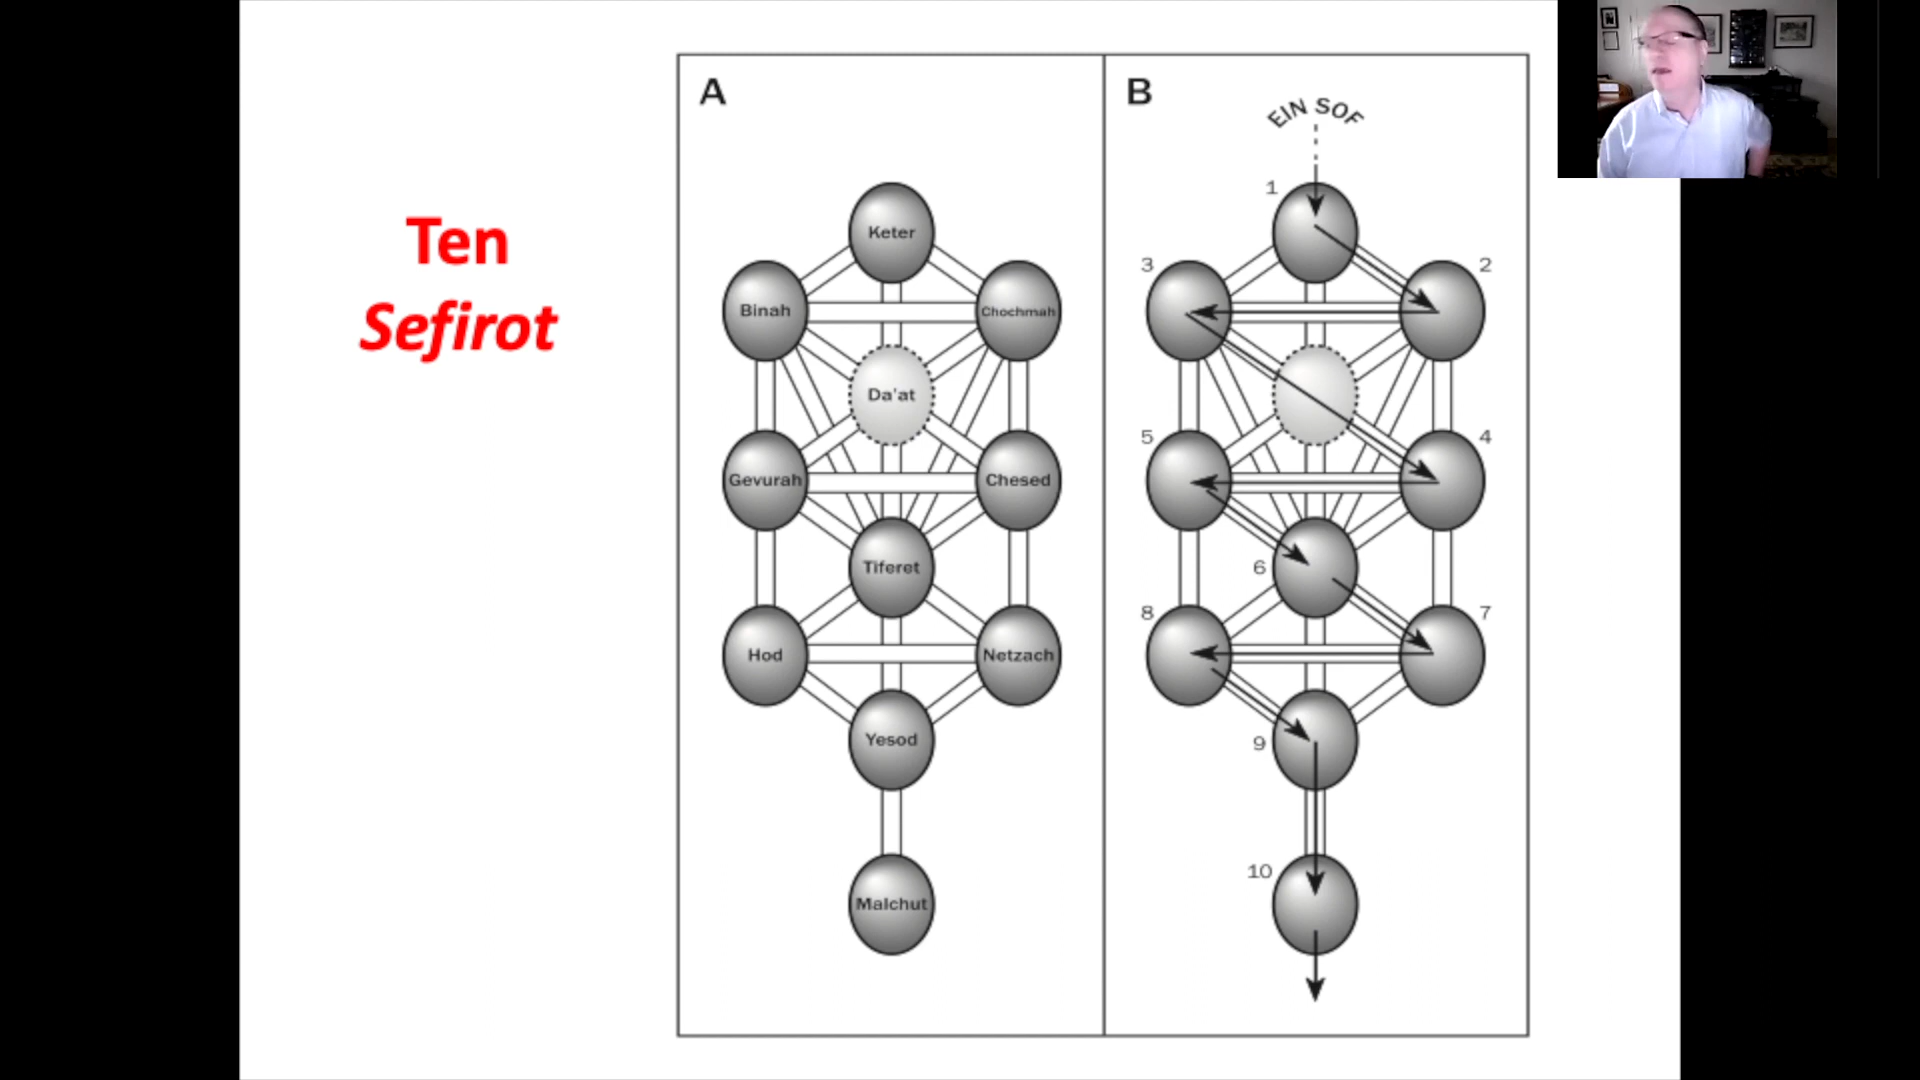 Ten
Sefirot
A
Keter
Binah
Chochmah
Da'at
Gevurah
Chesed
Tiferet
Hod
Netzach
Yesod
Malchut
B
EIN SOF
1
3
2
5
4
6
8
7
9
10